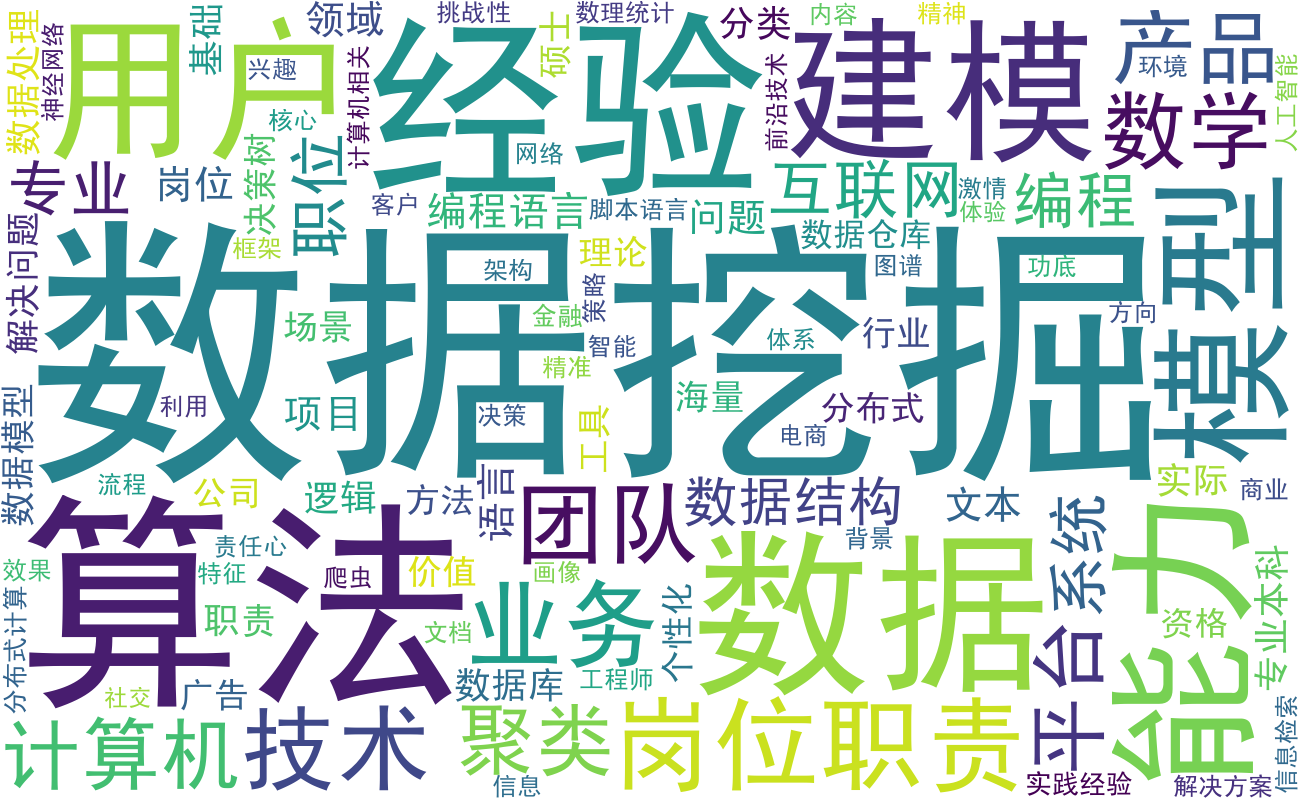 数据处理
神经网络
基础
用户
兴趣
领域
核心
计算机相关
挑战性
经验
硕士
数理统计
分类
前沿技术
内容
建模
精神
产品
环境
人工智能
数学
专业
岗位
决策树
职位
网络
客户
编程语言
脚本语言
问题
互联网
激情
体验
编程
模型
解决问题
框架
数据挖掘
架构
理论
数据仓库
图谱
功底
方向
场景
金融
策略
智能
体系
行业
精准
数据模型
利用
项目
决策
工具
海量
电商
分布式
流程
公司
逻辑
方法
语言
团队
数据结构
文本
系统
实际
商业
能力
算法
责任心
背景
效果
特征
爬虫
价值
画像
业务
个性化
数据
平台
资格
专业本科
分布式计算
职责
文档
社交
广告
数据库
工程师
计算机
技术
聚类
岗位职责
信息
实践经验
解决方案
信息检索